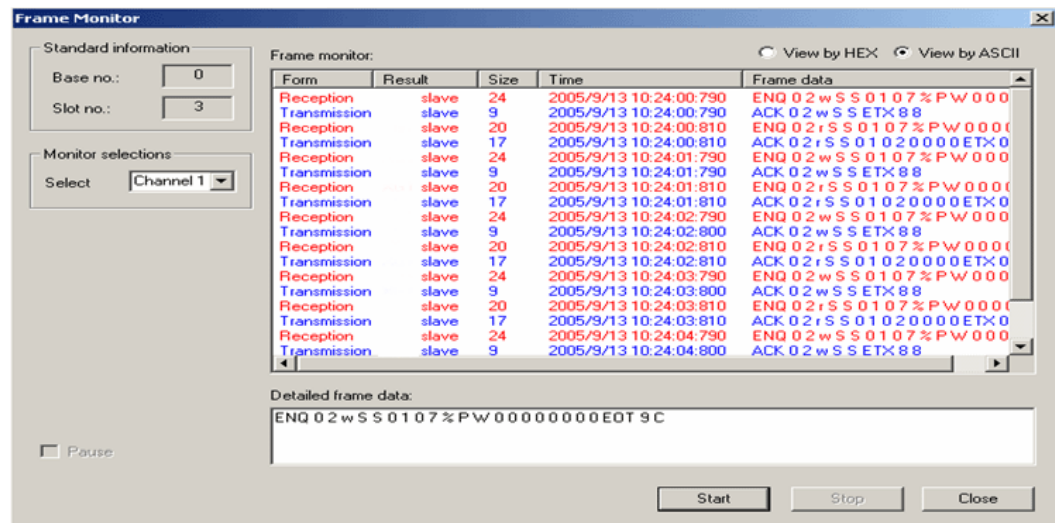 Frame Monitor
Standard information
Base no.: 0
Slot no.: 3
Monitor selections
Select Channel 1
Pause
Frame monitor: View by HEX View by ASCII
Form Result Size Time Frame data
Reception slave 24 2005/9/13 10:24:00:790 ENQ 0 2 w S S 0 1 0 7 % P W 0 0 0
Transmission slave 9 2005/9/13 10:24:00:790 ACK 0 2 w S S ETX 8 8
Reception slave 20 2005/9/13 10:24:00:810 ENQ 0 2 r S S 0 1 0 7 % P W 0 0 0 0
Transmission slave 17 2005/9/13 10:24:00:810 ACK 0 2 r S S 0 1 0 2 0 0 0 0 ETX 0
Reception slave 24 2005/9/13 10:24:01:790 ENQ 0 2 w S S 0 1 0 7 % P W 0 0 0
Transmission slave 9 2005/9/13 10:24:01:790 ACK 0 2 w S S ETX 8 8
Reception slave 20 2005/9/13 10:24:01:810 ENQ 0 2 r S S 0 1 0 7 % P W 0 0 0 0
Transmission slave 17 2005/9/13 10:24:01:810 ACK 0 2 r S S 0 1 0 2 0 0 0 0 ETX 0
Reception slave 24 2005/9/13 10:24:02:790 ENQ 0 2 w S S 0 1 0 7 % P W 0 0 0
Transmission slave 9 2005/9/13 10:24:02:800 ACK 0 2 w S S ETX 8 8
Reception slave 20 2005/9/13 10:24:02:810 ENQ 0 2 r S S 0 1 0 7 % P W 0 0 0 0
Transmission slave 17 2005/9/13 10:24:02:810 ACK 0 2 r S S 0 1 0 2 0 0 0 0 ETX 0
Reception slave 24 2005/9/13 10:24:03:790 ENQ 0 2 w S S 0 1 0 7 % P W 0 0 0
Transmission slave 9 2005/9/13 10:24:03:800 ACK 0 2 w S S ETX 8 8
Reception slave 20 2005/9/13 10:24:03:810 ENQ 0 2 r S S 0 1 0 7 % P W 0 0 0 0
Transmission slave 17 2005/9/13 10:24:03:810 ACK 0 2 r S S 0 1 0 2 0 0 0 0 ETX 0
Reception slave 24 2005/9/13 10:24:04:790 ENQ 0 2 w S S 0 1 0 7 % P W 0 0 0
Transmission slave 9 2005/9/13 10:24:04:800 ACK 0 2 w S S ETX 8 8
Detailed frame data:
ENQ 0 2 w S S 0 1 0 7 % P W 0 0 0 0 0 0 0 0 EOT 9 C
Start Stop Close